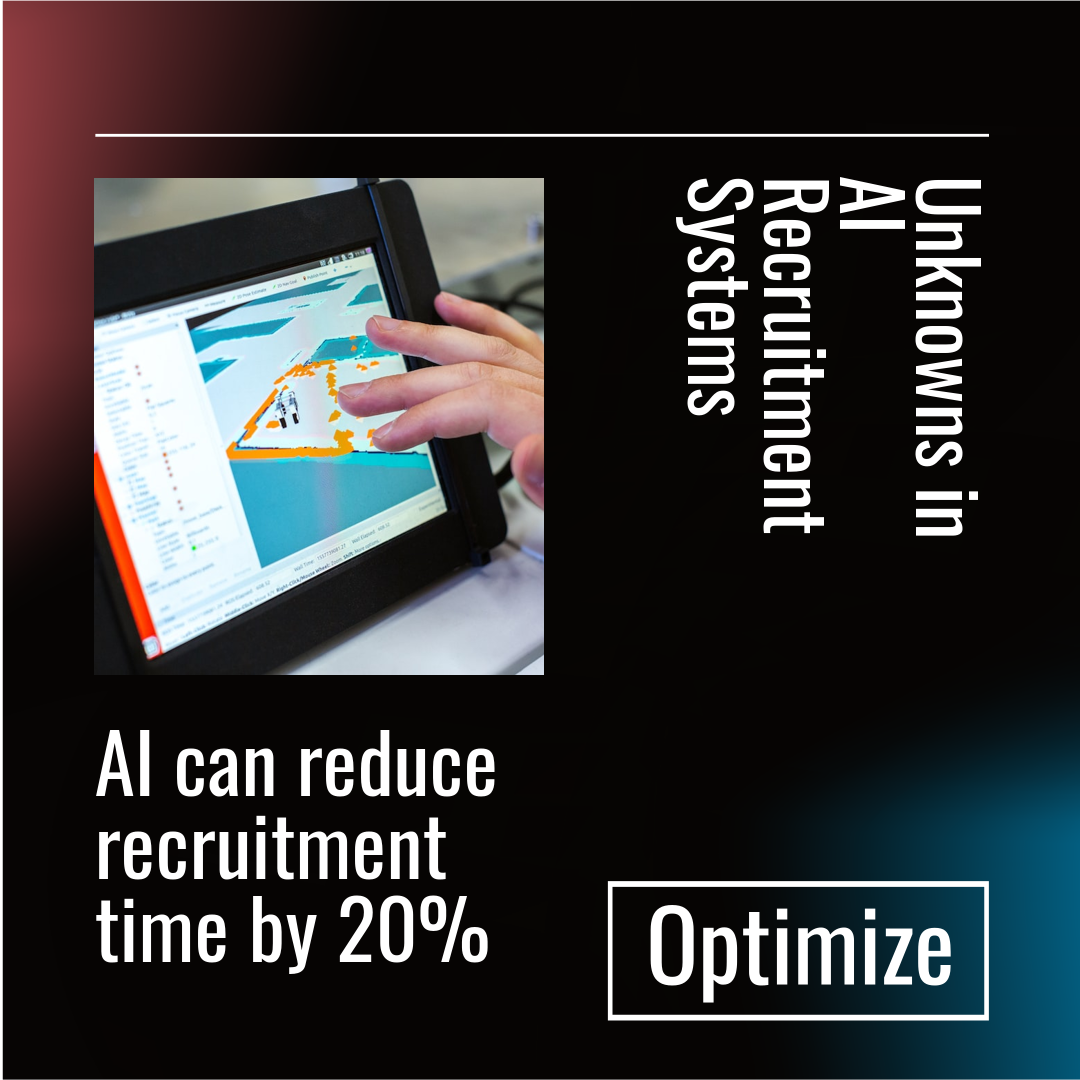 Unknowns in
AI
Recruitment
Systems
AI can reduce
recruitment
time by 20%
Optimize